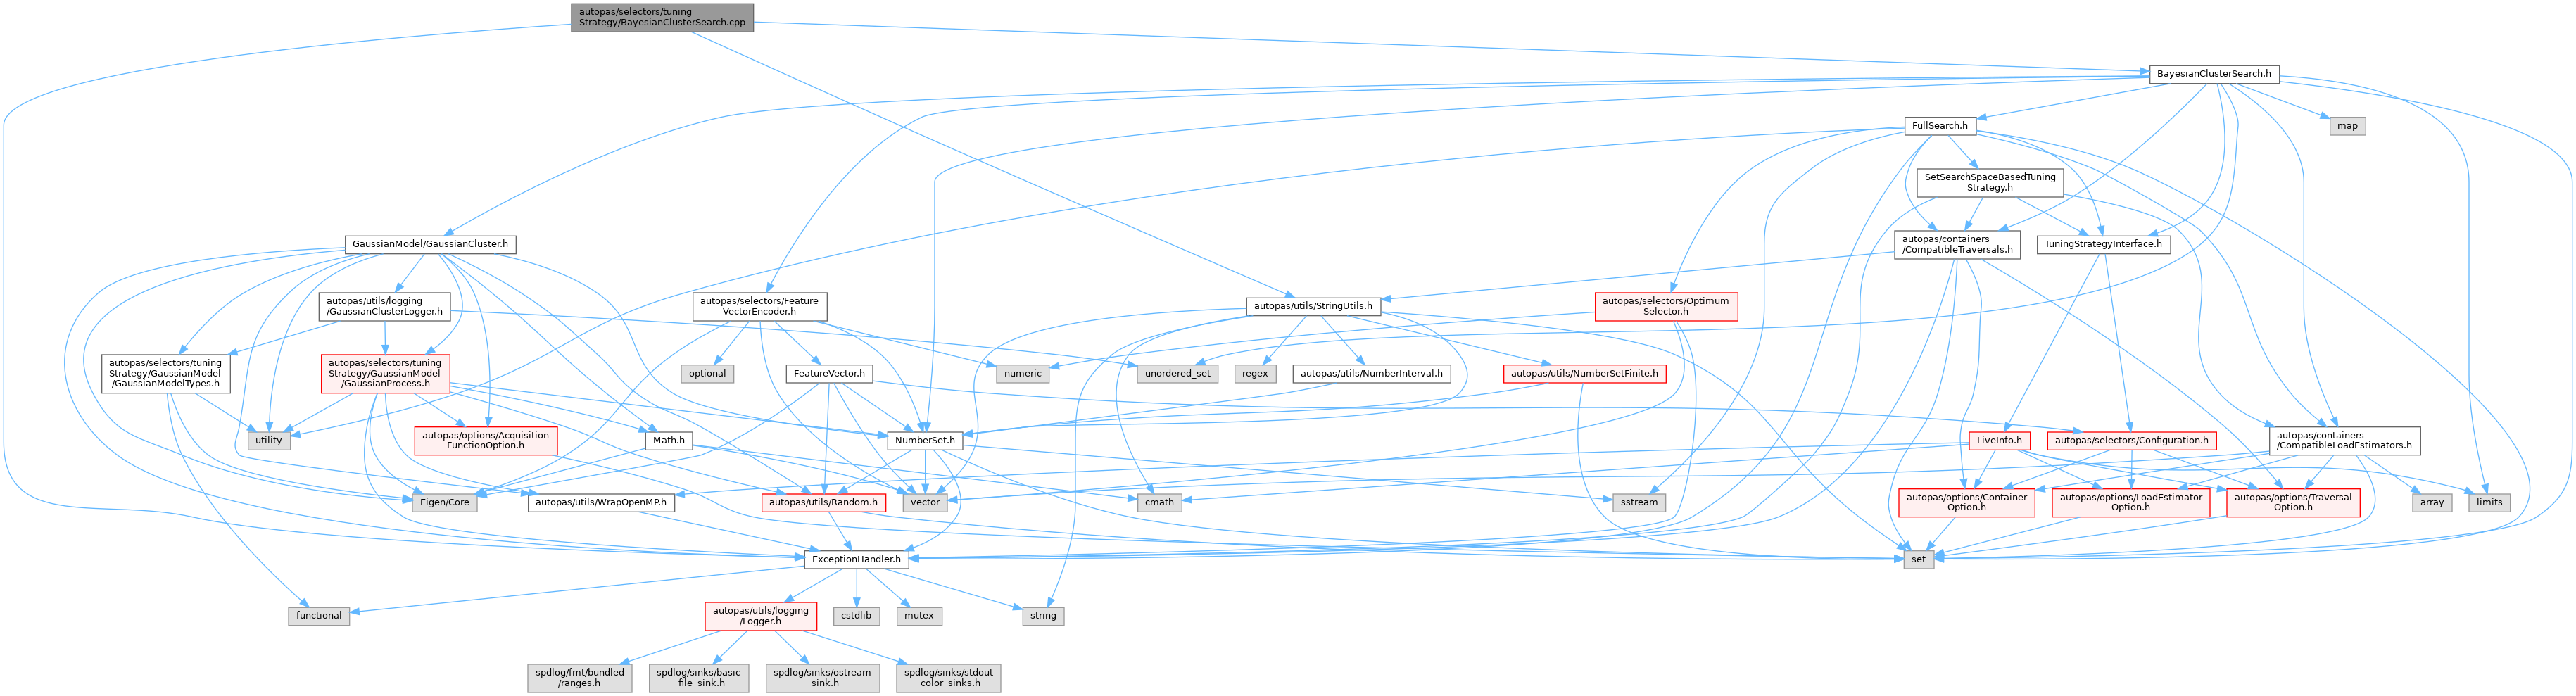 autopas/selectors/tuning
Strategy/BayesianClusterSearch.cpp
BayesianClusterSearch.h
FullSearch.h
map
SetSearchSpaceBasedTuning
Strategy.h
GaussianModel/GaussianCluster.h
autopas/containers
/CompatibleTraversals.h
TuningStrategyInterface.h
autopas/utils/logging
/GaussianClusterLogger.h
autopas/selectors/Feature
VectorEncoder.h
autopas/utils/StringUtils.h
autopas/selectors/Optimum
Selector.h
autopas/selectors/tuning
Strategy/GaussianModel
/GaussianModelTypes.h
autopas/selectors/tuning
Strategy/GaussianModel
/GaussianProcess.h
optional
FeatureVector.h
numeric
unordered_set
regex
autopas/utils/NumberInterval.h
autopas/utils/NumberSetFinite.h
utility
autopas/options/Acquisition
FunctionOption.h
Math.h
NumberSet.h
LiveInfo.h
autopas/selectors/Configuration.h
autopas/containers
/CompatibleLoadEstimators.h
Eigen/Core
autopas/utils/WrapOpenMP.h
autopas/utils/Random.h
vector
cmath
sstream
autopas/options/Container
Option.h
autopas/options/LoadEstimator
Option.h
autopas/options/Traversal
Option.h
array
limits
ExceptionHandler.h
set
functional
autopas/utils/logging
/Logger.h
cstdlib
mutex
string
spdlog/fmt/bundled
/ranges.h
spdlog/sinks/basic
_file_sink.h
spdlog/sinks/ostream
_sink.h
spdlog/sinks/stdout
_color_sinks.h